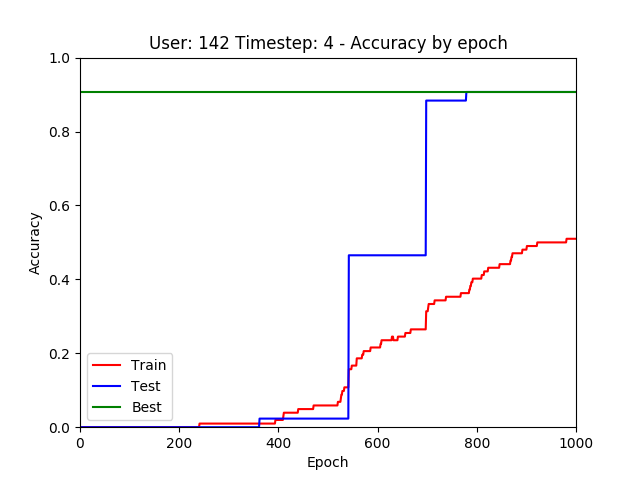 User: 142 Timestep: 4 - Accuracy by epoch
1.0
0.8
0.6
0.4
0.2
0.0
Accuracy
Train
Test
Best
0 200 400 600 800 1000
Epoch